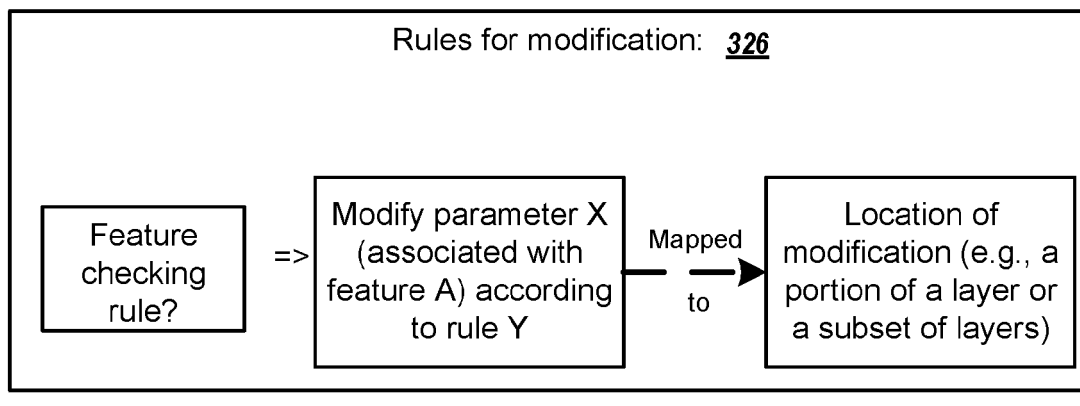 Rules for modification: 326
Feature
checking
rule?
=>
Modify parameter X
(associated with
feature A) according
to rule Y
Mapped
to
Location of
modification (e.g., a
portion of a layer or
a subset of layers)